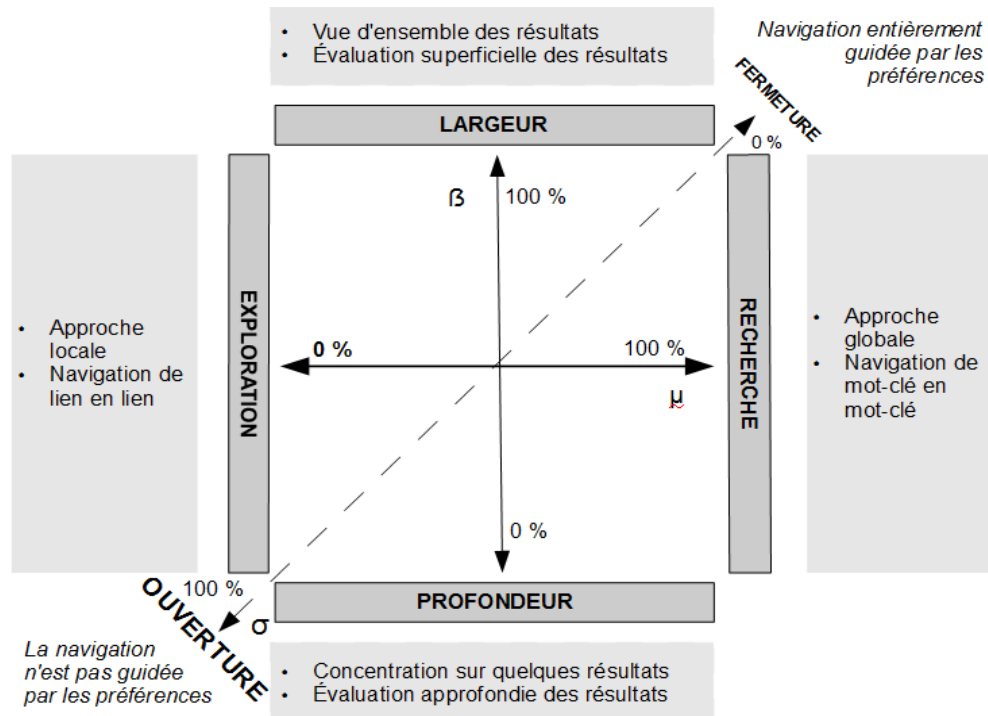 • Vue d'ensemble des résultats
• Évaluation superficielle des résultats
Navigation entièrement
guidée par les
préférences
FERMETURE
0 %
LARGEUR
ß
100 %
EXPLORATION
• Approche
locale
• Navigation de
lien en lien
0 %
100 %
µ
RECHERCHE
• Approche
globale
• Navigation de
mot-clé en
mot-clé
0 %
100 %
OUVERTURE
σ
PROFONDEUR
La navigation
n'est pas guidée
par les préférences
• Concentration sur quelques résultats
• Évaluation approfondie des résultats